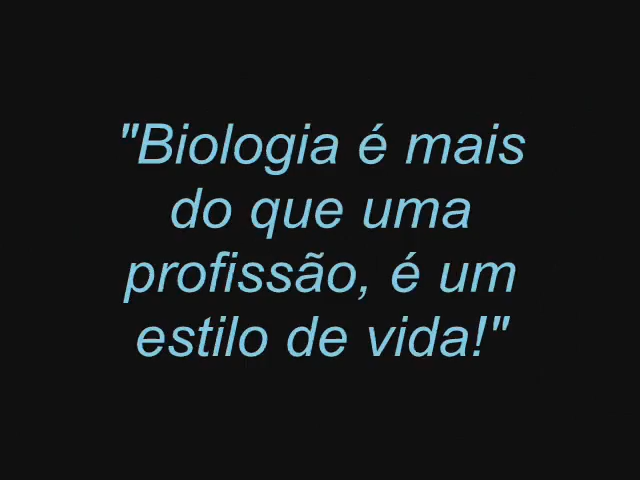 "Biologia é mais
do que uma
profissão, é um
estilo de vida!"